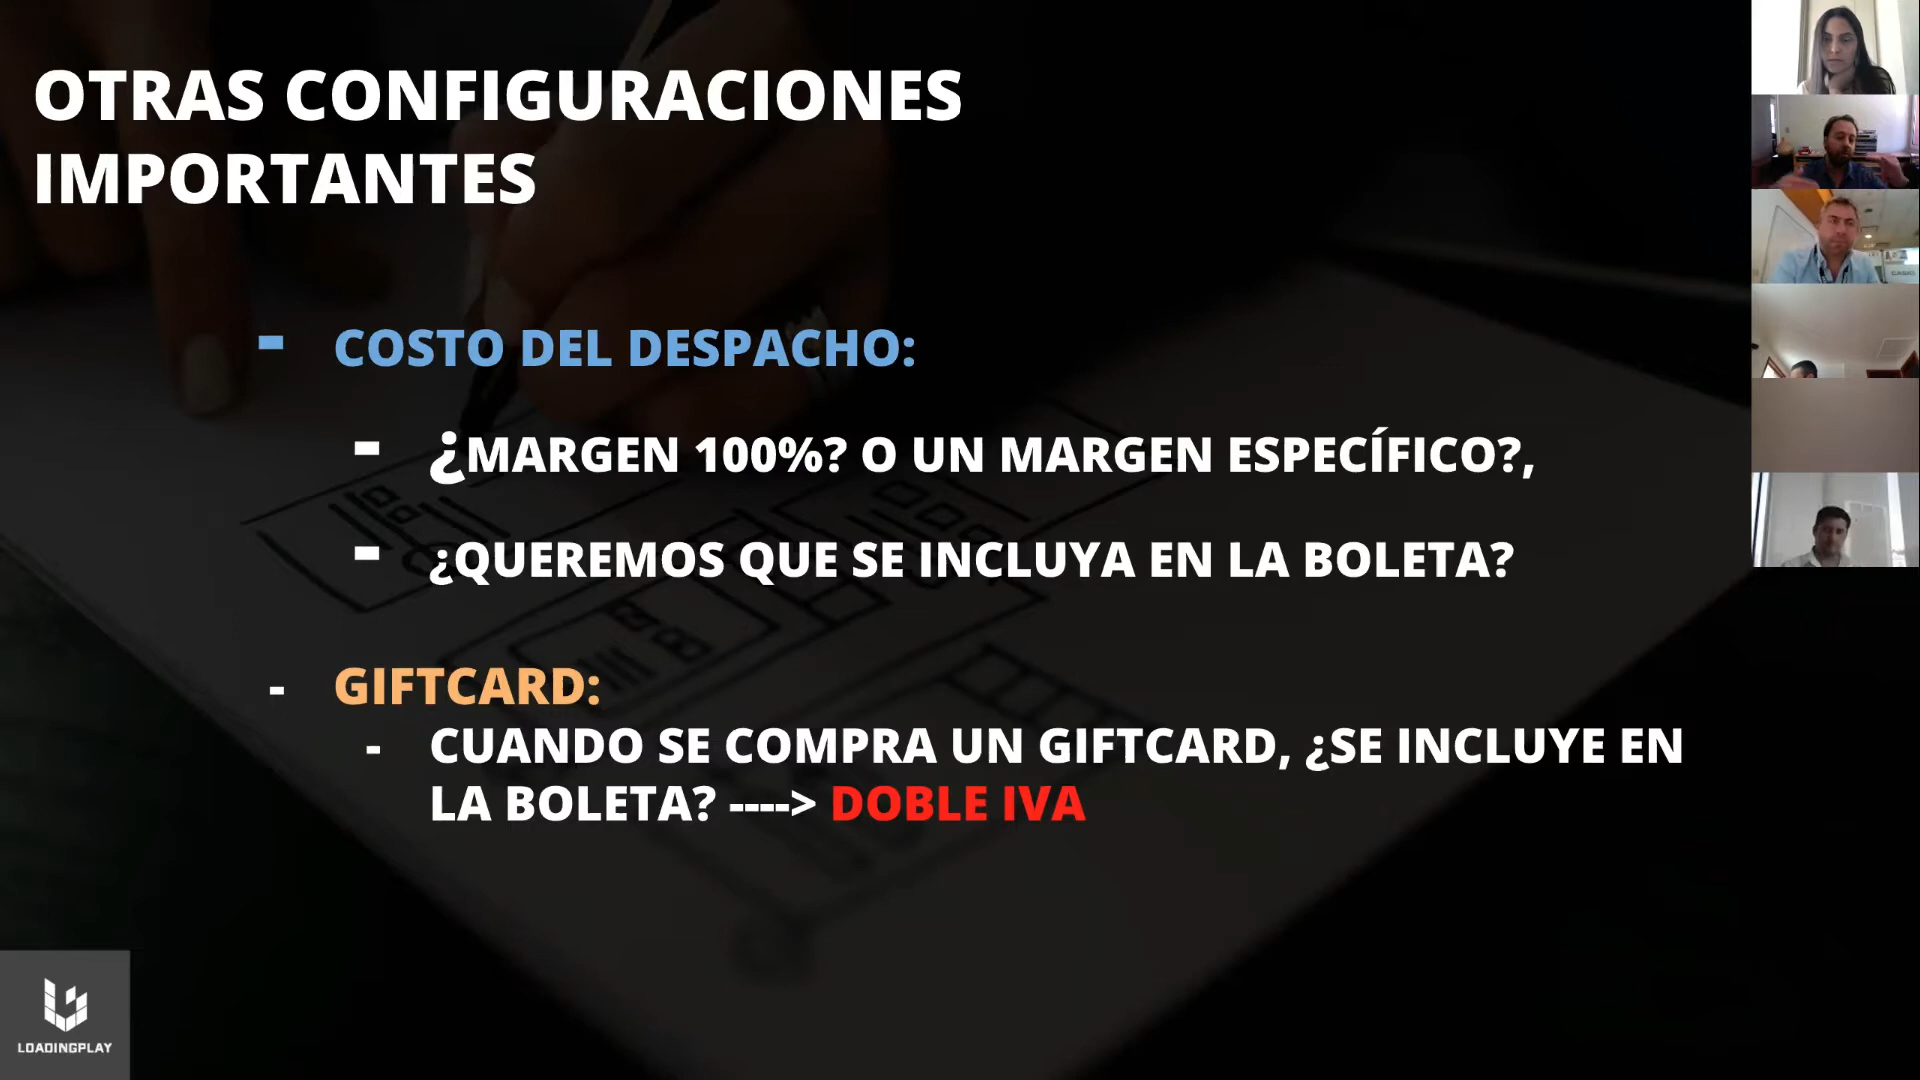 OTRAS CONFIGURACIONES
IMPORTANTES
- COSTO DEL DESPACHO:
- ¿MARGEN 100%? O UN MARGEN ESPECÍFICO?,
- ¿QUEREMOS QUE SE INCLUYA EN LA BOLETA?
- GIFTCARD:
- CUANDO SE COMPRA UN GIFTCARD, ¿SE INCLUYE EN
LA BOLETA? ----> DOBLE IVA
LOADINGPLAY
CASIO